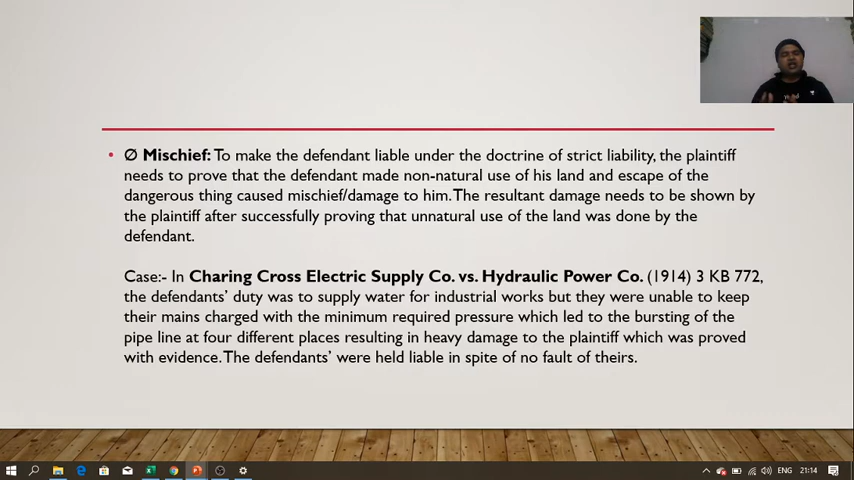 • Ø Mischief: To make the defendant liable under the doctrine of strict liability, the plaintiff
needs to prove that the defendant made non-natural use of his land and escape of the
dangerous thing caused mischief/damage to him. The resultant damage needs to be shown by
the plaintiff after successfully proving that unnatural use of the land was done by the
defendant.
Case:- In Charing Cross Electric Supply Co. vs. Hydraulic Power Co. (1914) 3 KB 772,
the defendants’ duty was to supply water for industrial works but they were unable to keep
their mains charged with the minimum required pressure which led to the bursting of the
pipe line at four different places resulting in heavy damage to the plaintiff which was proved
with evidence. The defendants’ were held liable in spite of no fault of theirs.
ENG 21:14